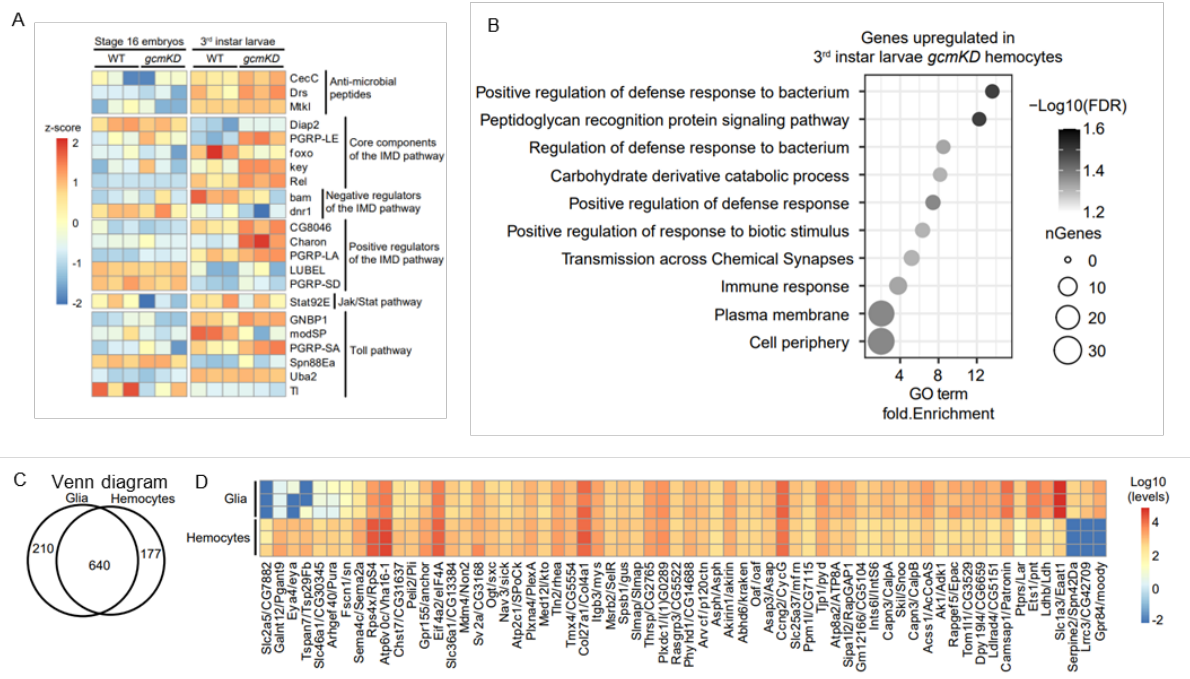 A
Stage 16 embryos
3rd instar larvae
WT
gcmKD
WT
gcmKD
z-score
2
1
0
-1
-2
CecC
Drs
Mtkl
Anti-microbial
peptides
Diap2
PGRP-LE
foxo
key
Rel
Core components
of the IMD pathway
bam
dnr1
Negative regulators
of the IMD pathway
CG8046
Charon
PGRP-LA
LUBEL
PGRP-SD
Positive regulators
of the IMD pathway
Stat92E
Jak/Stat pathway
GNBP1
modSP
PGRP-SA
Spn88Ea
Uba2
Tl
Toll pathway
B
Genes upregulated in
3rd instar larvae gcmKD hemocytes
Positive regulation of defense response to bacterium
Peptidoglycan recognition protein signaling pathway
Regulation of defense response to bacterium
Carbohydrate derivative catabolic process
Positive regulation of defense response
Positive regulation of response to biotic stimulus
Transmission across Chemical Synapses
Immune response
Plasma membrane
Cell periphery
4 8 12
GO term
fold.Enrichment
−Log10(FDR)
1.6
1.4
1.2
nGenes
0
10
20
30
C
Venn diagram
Glia
Hemocytes
210
640
177
D
Glia
Hemocytes
Log10
(levels)
4
2
0
-2
Slc2a5/CG7882
Galnt12/Pgant9
Eya4/eya
Tspan7/Tsp29Fb
Slc46a1/CG30345
Arhgef40/Pura
Fscn1/sn
Sema4c/Sema2a
Rps4x/RpS4
Atp6v0c/Vha16-1
Chst7/CG31637
Peli2/Pli
Gpr155/anchor
Eif4a2/eIF4A
Slc36a1/CG13384
Mdm4/Non2
Sv2a/CG3168
Ogt/sxc
Nav3/sick
Atp2c1/SPoCk
Plxna4/PlexA
Med12/kto
Tln2/rhea
Tmx4/CG5554
Col27a1/Col4a1
Itgb3/mys
Msrb2/SelR
Spsb1/gus
Slmap/Slmap
Thrsp/CG2765
Plxdc1/l(1)G0289
Rasgrp3/CG5522
Phyhd1/CG14688
Arvcf/p120ctn
Asph/Asph
Akirin1/akirin
Abhd6/Kraken
Oaf/oaf
Asap3/Asap
Ccng2/CycG
Slc25a37/mfrn
Ppm1l/CG7115
Tjp1/pyd
Atp8a2/ATP8A
Sipa1l2/RapGAP1
Gm12166/CG5104
Ints6l/IntS6
Capn3/CalpA
Skil/Snoo
Capn3/CalpB
Acss1/AcCoAS
Ak1/Adk1
Rapgef5/Epac
Tom1l1/CG3529
Dpy19l4/CG6659
Ldlrad4/CG5151
Camsap1/Patronin
Ptprs/Lar
Ets1/pnt
Ldhb/Ldh
Slc1a3/Eaat1
Serpine2/Spn42Da
Lrrc3/CG42709
Gpr84/moody